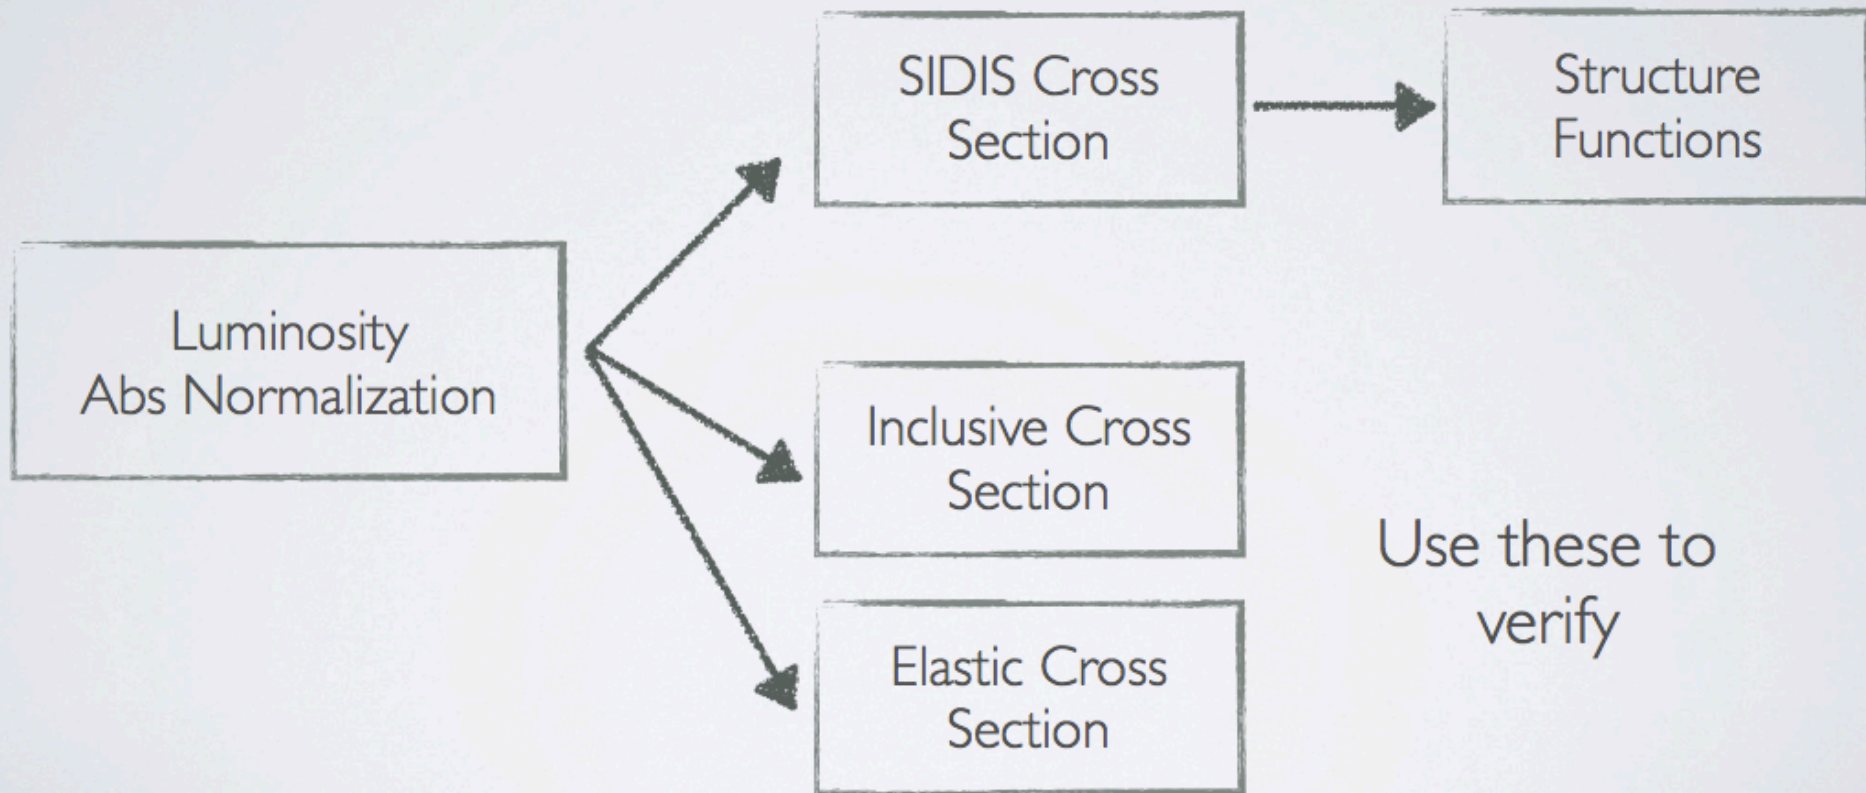 SIDIS Cross
Section
Structure
Functions
Luminosity
Abs Normalization
Inclusive Cross
Section
Use these to
verify
Elastic Cross
Section